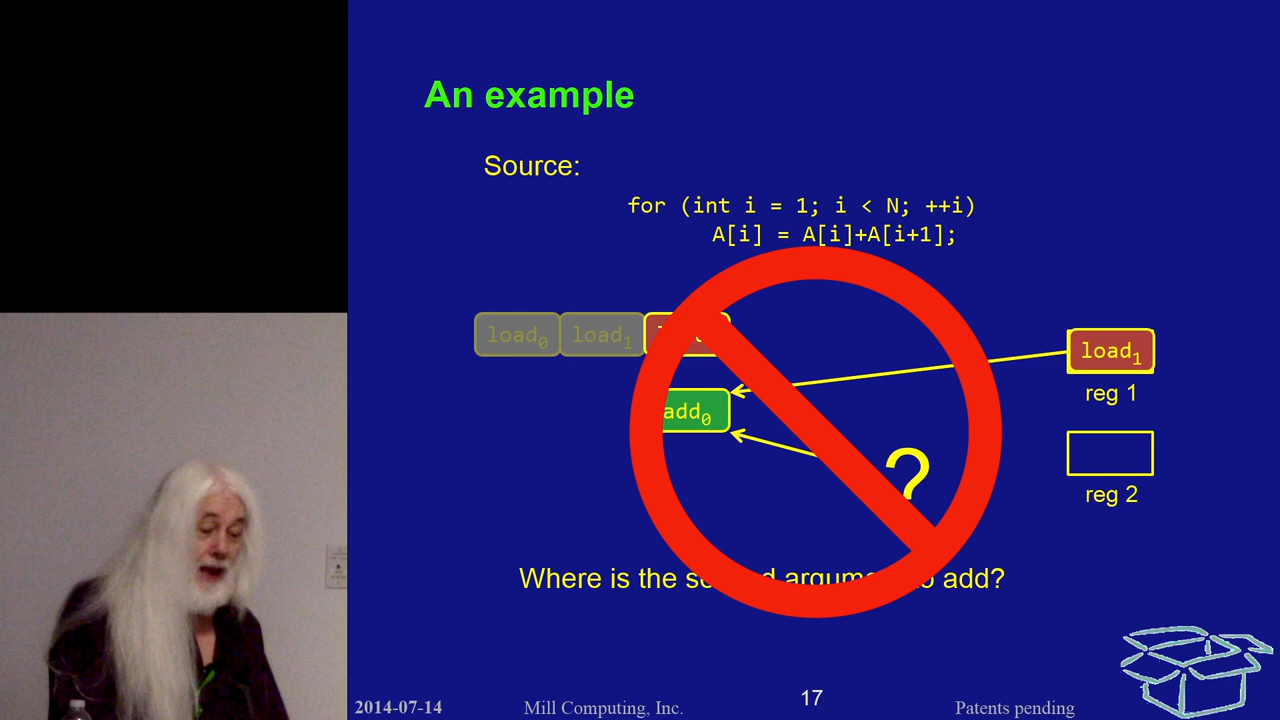 An example
Source:
for (int i = 1; i < N; ++i)
A[i] = A[i]+A[i+1];
load0 load1
load1
reg 1
add0
?
reg 2
Where is the se d argume o add?
2014-07-14 Mill Computing, Inc. 17 Patents pending